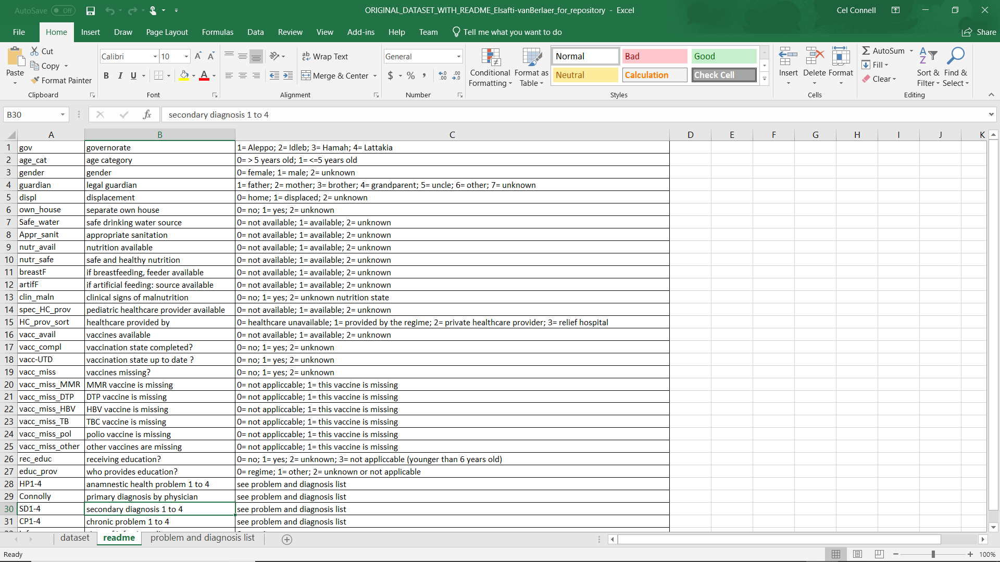 AutoSave Off
ORIGINAL_DATASET_WITH_README_Elsafti-vanBerlaer_for_repository - Excel
Cel Connell
File Home Insert Draw Page Layout Formulas Data Review View Add-ins Help Team Tell me what you want to do Share
Paste
Cut
Copy
Format Painter
Clipboard
Calibri 10 A A
B I U A
Font
ab Wrap Text
Merge & Center
Alignment
General
$ % ,
Number
Conditional Formatting
Format as Table
Normal Bad Good
Neutral Calculation Check Cell
Styles
Insert Delete Format
Cells
AutoSum
Fill
Clear
Sort & Filter
Find & Select
Editing
B30 fx secondary diagnosis 1 to 4
A B C D E F G H I J K
1 gov governorate 1= Aleppo; 2= Idleb; 3= Hamah; 4= Lattakia
2 age_cat age category 0= > 5 years old; 1= <=5 years old
3 gender gender 0= female; 1= male; 2= unknown
4 guardian legal guardian 1= father; 2= mother; 3= brother; 4= grandparent; 5= uncle; 6= other; 7= unknown
5 displ displacement 0= home; 1= displaced; 2= unknown
6 own_house separate own house 0= no; 1= yes; 2= unknown
7 Safe_water safe drinking water source 0= not available; 1= available; 2= unknown
8 Appr_sanit appropriate sanitation 0= not available; 1= available; 2= unknown
9 nutr_avail nutrition available 0= not available; 1= available; 2= unknown
10 nutr_safe safe and healthy nutrition 0= not available; 1= available; 2= unknown
11 breastF if breastfeeding, feeder available 0= not available; 1= available; 2= unknown
12 artifF if artificial feeding: source available 0= not available; 1= available; 2= unknown
13 clin_maln clinical signs of malnutrition 0= no; 1= yes; 2= unknown nutrition state
14 spec_HC_prov pediatric healthcare provider available 0= not available; 1= available; 2= unknown
15 HC_prov_sort healthcare provided by 0= healthcare unavailable; 1= provided by the regime; 2= private healthcare provider; 3= relief hospital
16 vacc_avail vaccines available 0= not available; 1= available; 2= unknown
17 vacc_compl vaccination state completed? 0= no; 1= yes; 2= unknown
18 vacc-UTD vaccination state up to date ? 0= no; 1= yes; 2= unknown
19 vacc_miss vaccines missing? 0= no; 1= yes; 2= unknown
20 vacc_miss_MMR MMR vaccine is missing 0= not appliccable; 1= this vaccine is missing
21 vacc_miss_DTP DTP vaccine is missing 0= not appliccable; 1= this vaccine is missing
22 vacc_miss_HBV HBV vaccine is missing 0= not appliccable; 1= this vaccine is missing
23 vacc_miss_TB TBC vaccine is missing 0= not appliccable; 1= this vaccine is missing
24 vacc_miss_pol polio vaccine is missing 0= not appliccable; 1= this vaccine is missing
25 vacc_miss_other other vaccines are missing 0= not appliccable; 1= this vaccine is missing
26 rec_educ receiving education? 0= no; 1= yes; 2= unknown; 3= not appliccable (younger than 6 years old)
27 educ_prov who provides education? 0= regime; 1= other; 2= unknown or not applicable
28 HP1-4 anamnestic health problem 1 to 4 see problem and diagnosis list
29 Connolly primary diagnosis by physician see problem and diagnosis list
30 SD1-4 secondary diagnosis 1 to 4 see problem and diagnosis list
31 CP1-4 chronic problem 1 to 4 see problem and diagnosis list
dataset readme problem and diagnosis list
Ready 100%